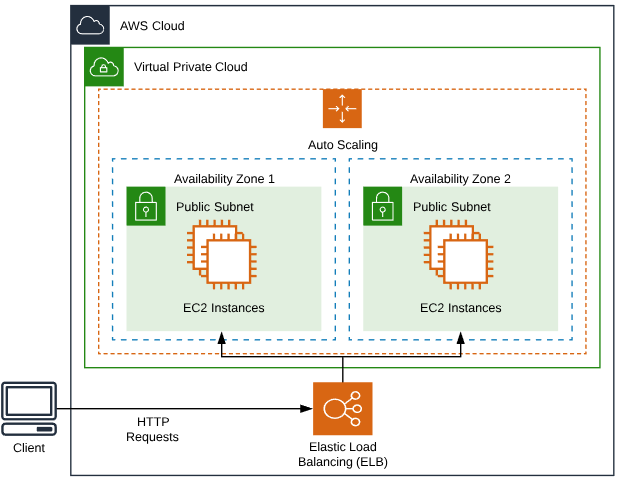 AWS Cloud
Virtual Private Cloud
Auto Scaling
Availability Zone 1
Public Subnet
EC2 Instances
Availability Zone 2
Public Subnet
EC2 Instances
Client
HTTP
Requests
Elastic Load
Balancing (ELB)